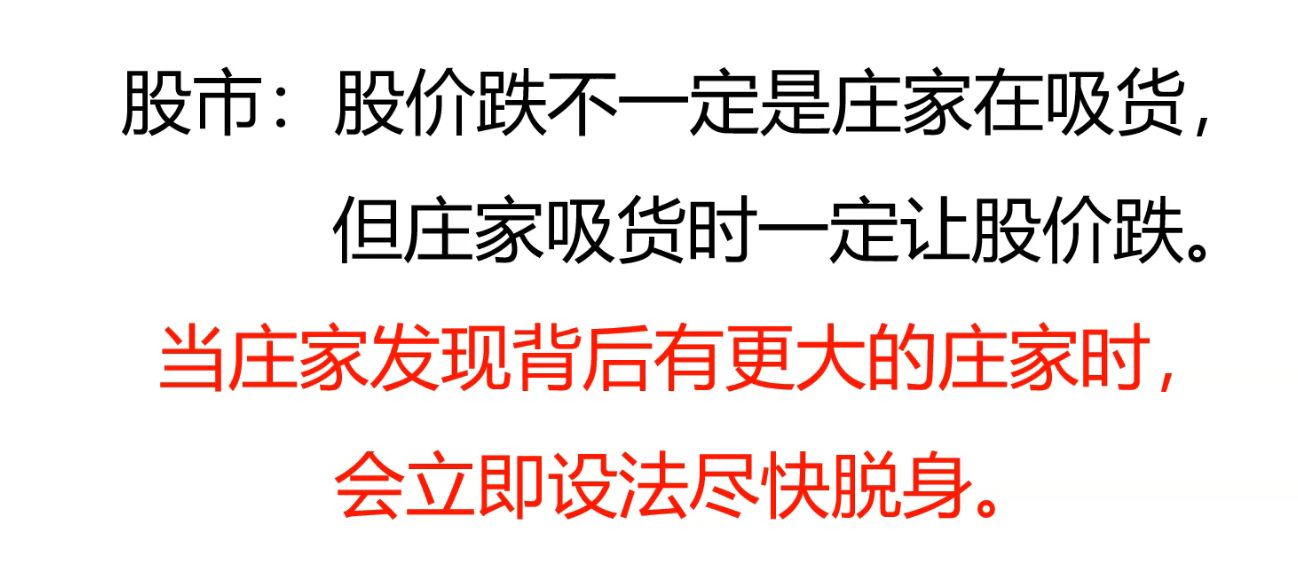 股市：股价跌不一定是庄家在吸货，
但庄家吸货时一定让股价跌。
当庄家发现背后有更大的庄家时，
会立即设法尽快脱身。